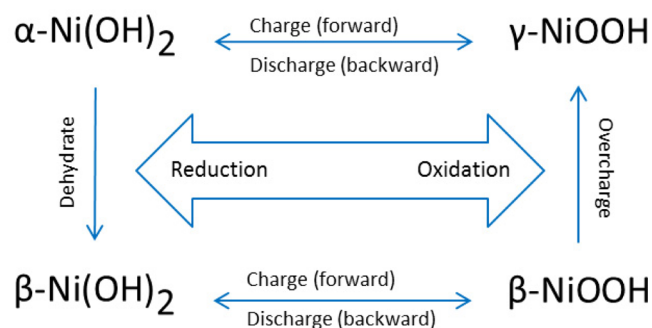 α-Ni(OH)₂
Charge (forward)
Discharge (backward)
γ-NiOOH
Dehydrate
Reduction
Oxidation
Overcharge
β-Ni(OH)₂
Charge (forward)
Discharge (backward)
β-NiOOH